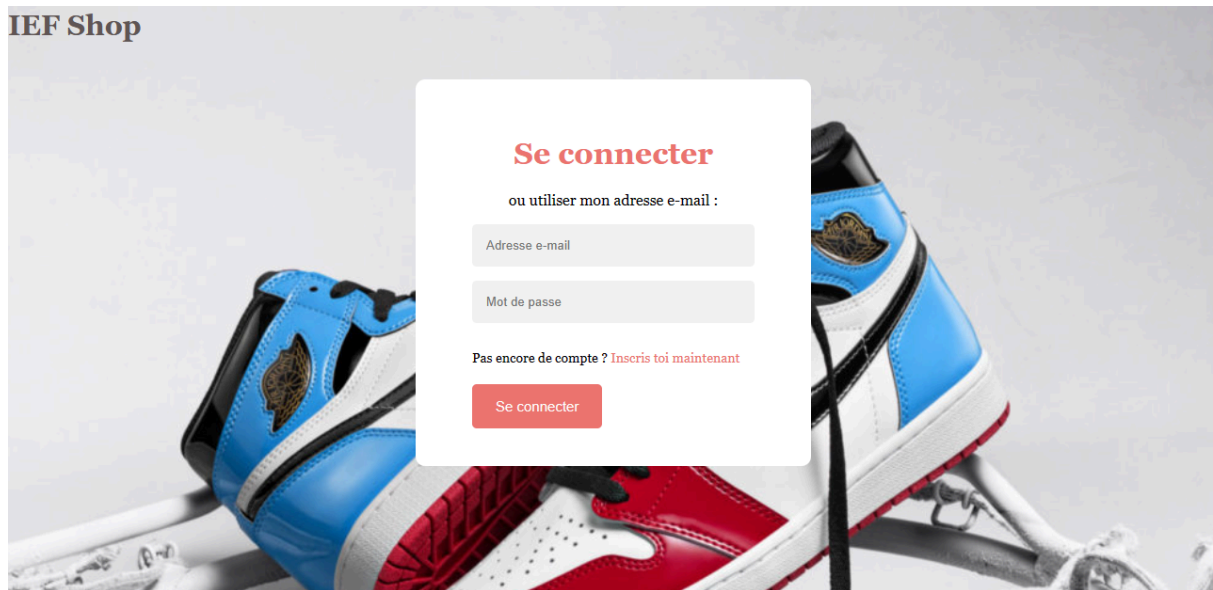 IEF Shop
Se connecter
ou utiliser mon adresse e-mail :
Adresse e-mail
Mot de passe
Pas encore de compte ? Inscris toi maintenant
Se connecter